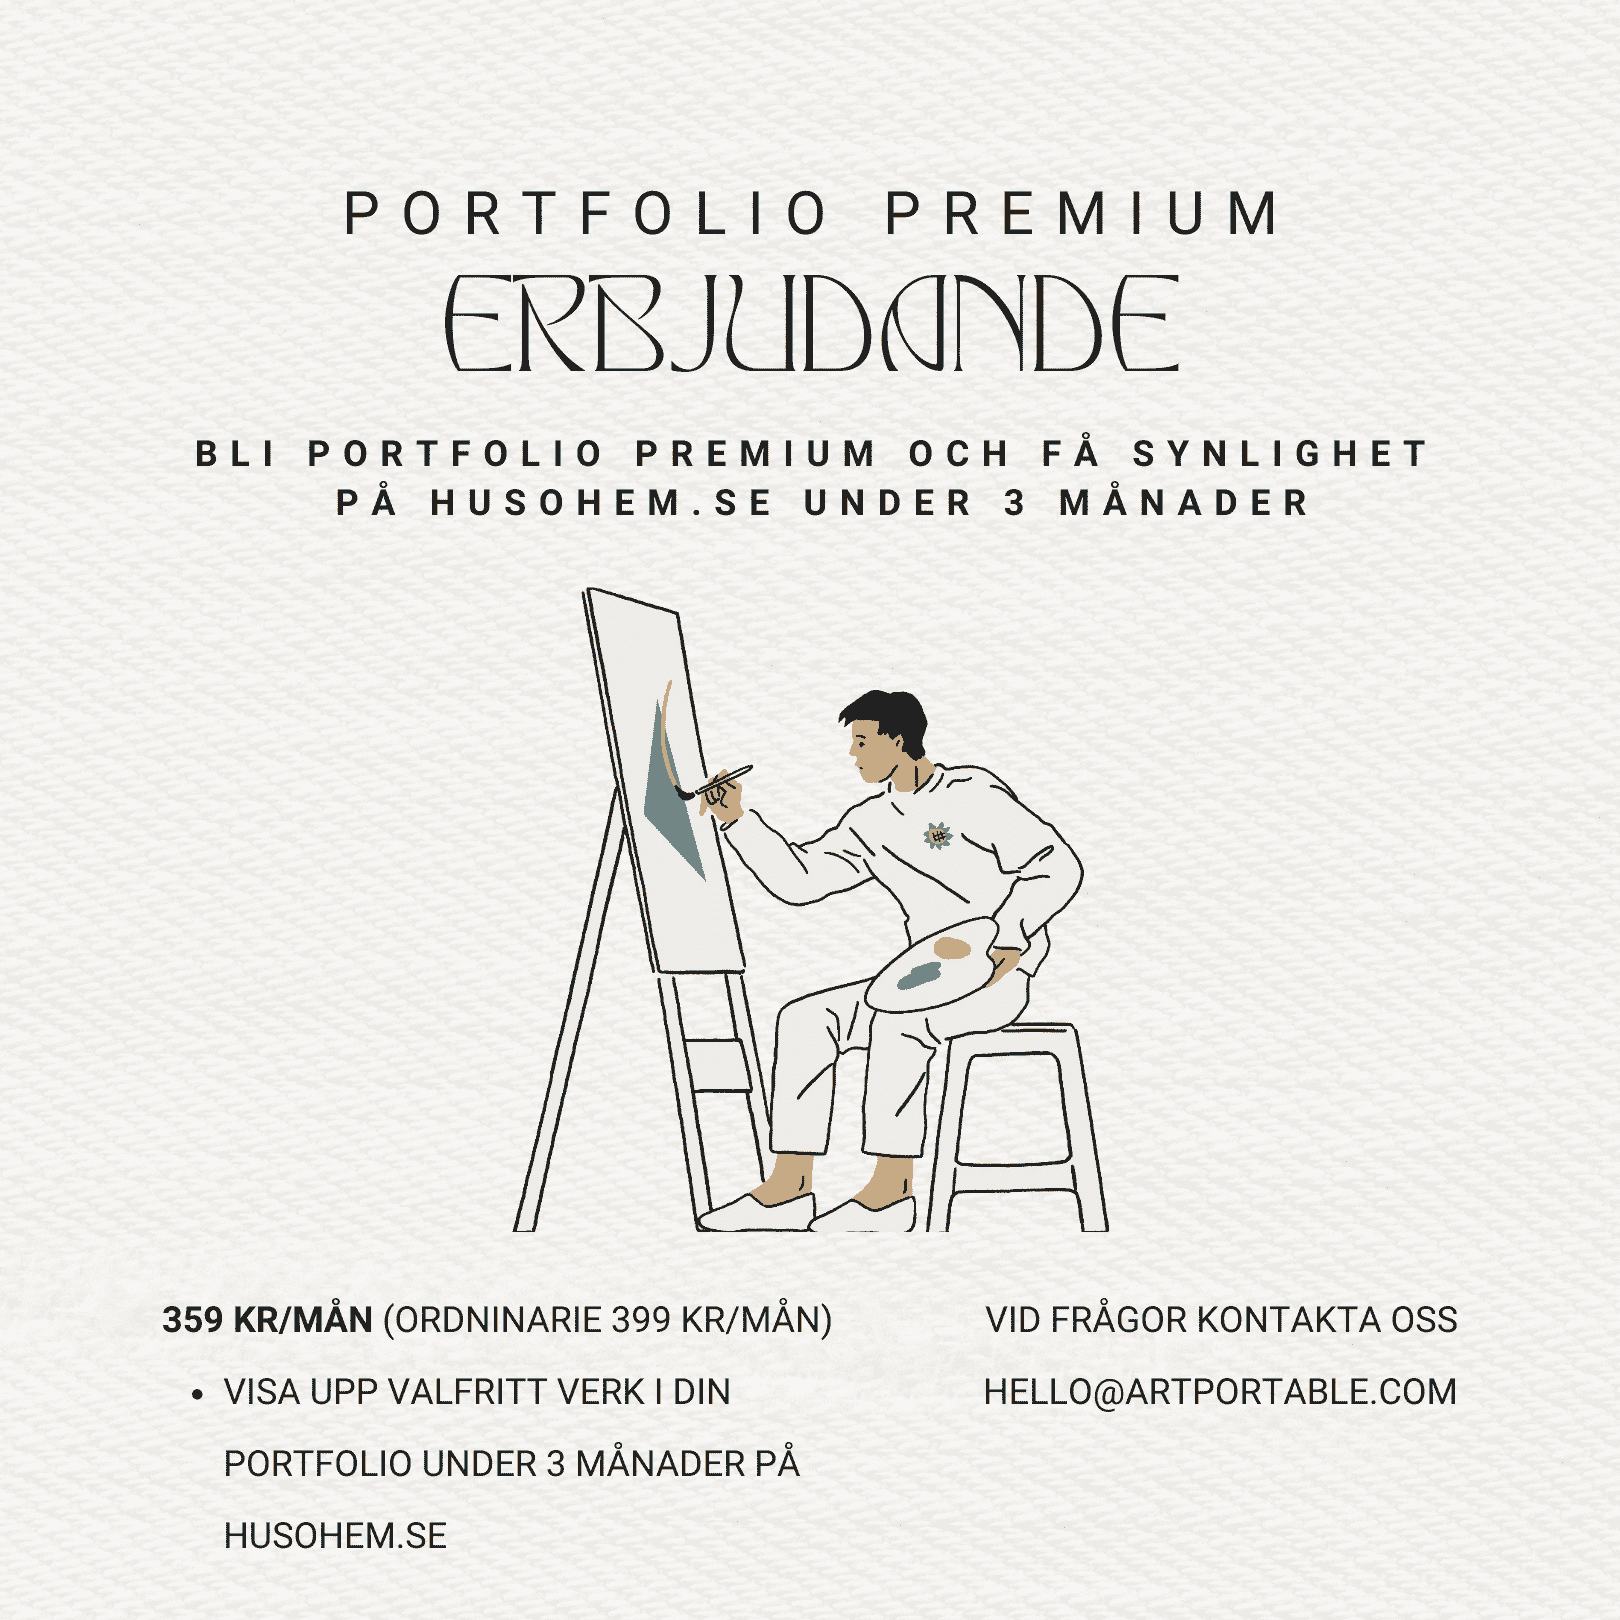 PORTFOLIO PREMIUM
ERBJUDANDE
BLI PORTFOLIO PREMIUM OCH FÅ SYNLIGHET
PÅ HUSOHEM.SE UNDER 3 MÅNADER
359 KR/MÅN (ORDNINARIE 399 KR/MÅN)
• VISA UPP VALFRITT VERK I DIN
PORTFOLIO UNDER 3 MÅNADER PÅ
HUSOHEM.SE
VID FRÅGOR KONTAKTA OSS
HELLO@ARTPORTABLE.COM